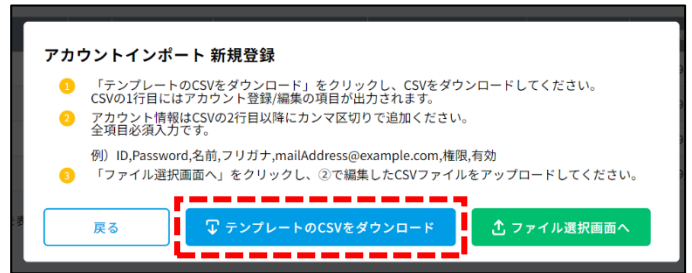 アカウントインポート 新規登録
1 「テンプレートのCSVをダウンロード」をクリックし、CSVをダウンロードしてください。
CSVの1行目にはアカウント登録/編集の項目が出力されます。
2 アカウント情報はCSVの2行目以降にカンマ区切りで追加ください。
全項目必須入力です。
例）ID,Password,名前,フリガナ,mailAddress@example.com,権限,有効
3 「ファイル選択画面へ」をクリックし、②で編集したCSVファイルをアップロードしてください。
戻る テンプレートのCSVをダウンロード ファイル選択画面へ